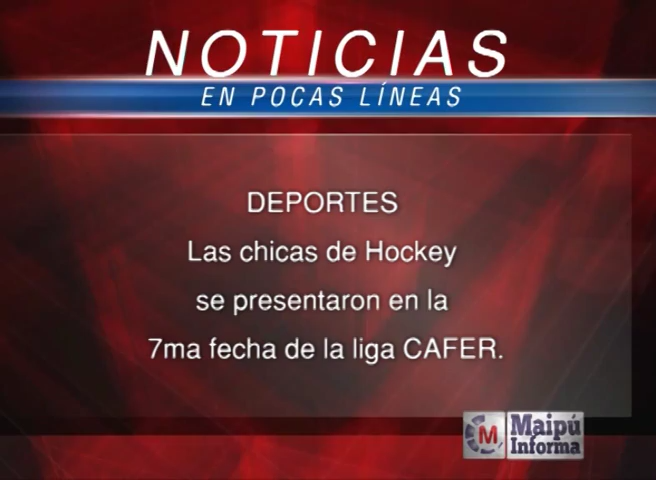 NOTICIAS
EN POCAS LÍNEAS
DEPORTES
Las chicas de Hockey
se presentaron en la
7ma fecha de la liga CAFER.
M
Maipú
Informa